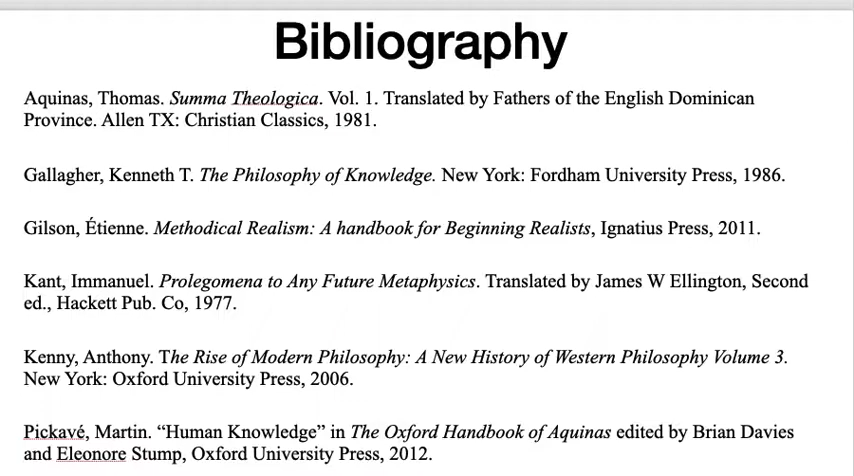 Bibliography
Aquinas, Thomas. Summa Theologica. Vol. 1. Translated by Fathers of the English Dominican
Province. Allen TX: Christian Classics, 1981.
Gallagher, Kenneth T. The Philosophy of Knowledge. New York: Fordham University Press, 1986.
Gilson, Étienne. Methodical Realism: A handbook for Beginning Realists, Ignatius Press, 2011.
Kant, Immanuel. Prolegomena to Any Future Metaphysics. Translated by James W Ellington, Second
ed., Hackett Pub. Co, 1977.
Kenny, Anthony. The Rise of Modern Philosophy: A New History of Western Philosophy Volume 3.
New York: Oxford University Press, 2006.
Pickavé, Martin. “Human Knowledge” in The Oxford Handbook of Aquinas edited by Brian Davies
and Eleonore Stump, Oxford University Press, 2012.